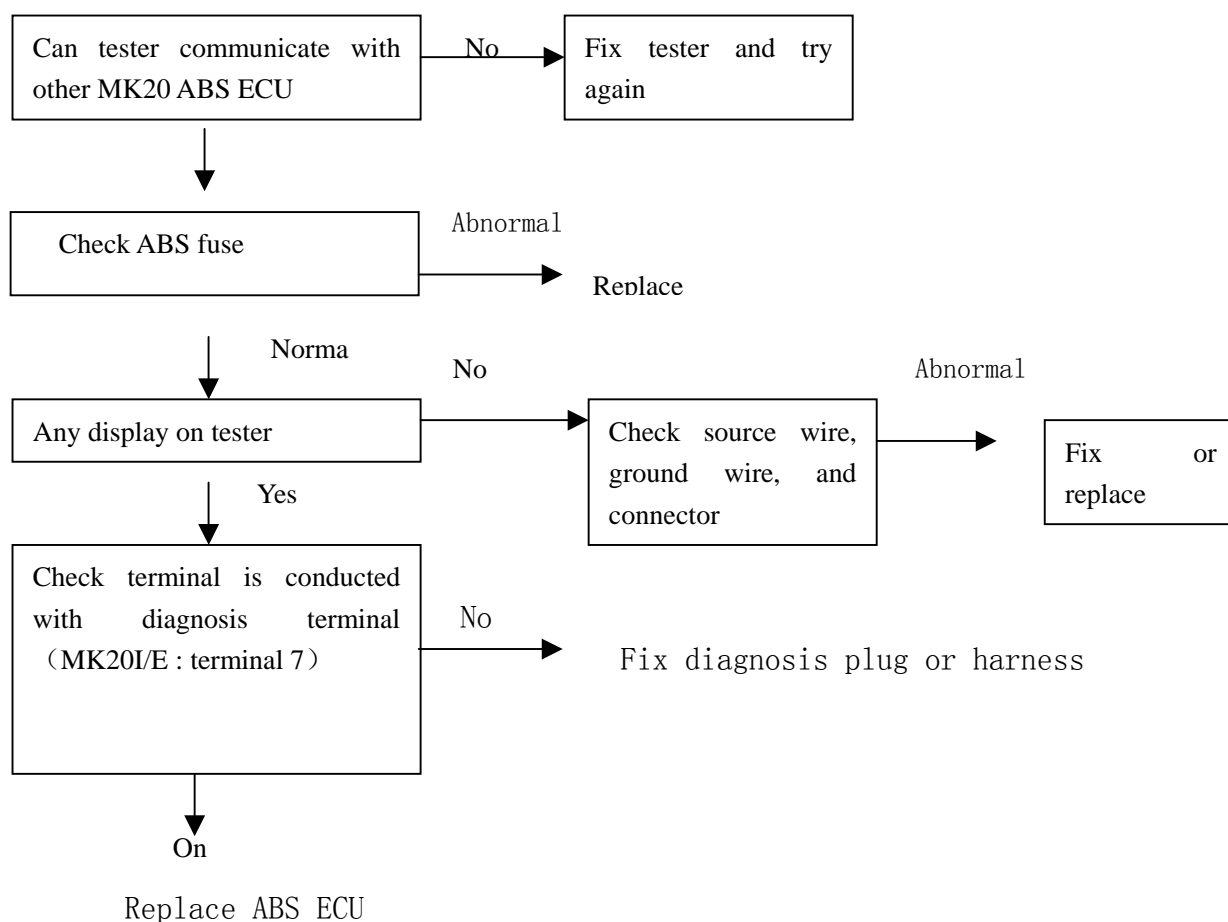 Can tester communicate with
other MK20 ABS ECU
No
Fix tester and try
again
Check ABS fuse
Abnormal
Replace
Norma
No
Abnormal
Any display on tester
Check source wire,
ground wire, and
connector
Fix or
replace
Yes
Check terminal is conducted
with diagnosis terminal
（MK20I/E : terminal 7）
No
Fix diagnosis plug or harness
On
Replace ABS ECU